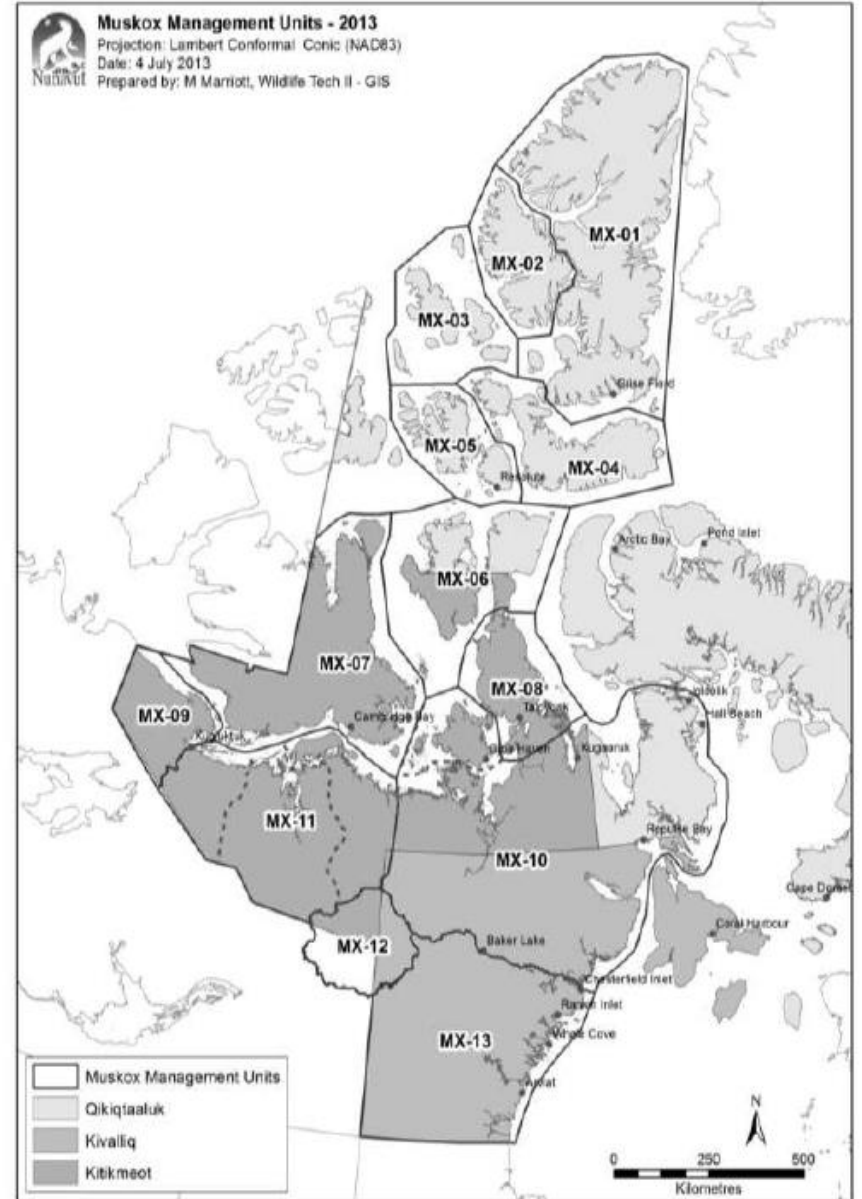 Muskox Management Units - 2013
Projection: Lambert Conformal Conic (NAD83)
Date: 4 July 2013
Prepared by: M Marriott, Wildlife Tech II - GIS
Nunavut
MX-01
MX-02
MX-03
Grise Fiord
MX-05
MX-04
Resolute
Arctic Bay
Pond Inlet
MX-06
MX-07
MX-08
Taloyoak
Igloolik
Hall Beach
MX-09
Cambridge Bay
Kugluktuk
Gjoa Haven
Kugaaruk
MX-11
Repulse Bay
MX-10
Cape Dorset
Coral Harbour
MX-12
Baker Lake
Chesterfield Inlet
Rankin Inlet
MX-13
Whale Cove
Arviat
Muskox Management Units
Qikiqtaaluk
Kivalliq
Kitikmeot
N
0 250 500
Kilometres